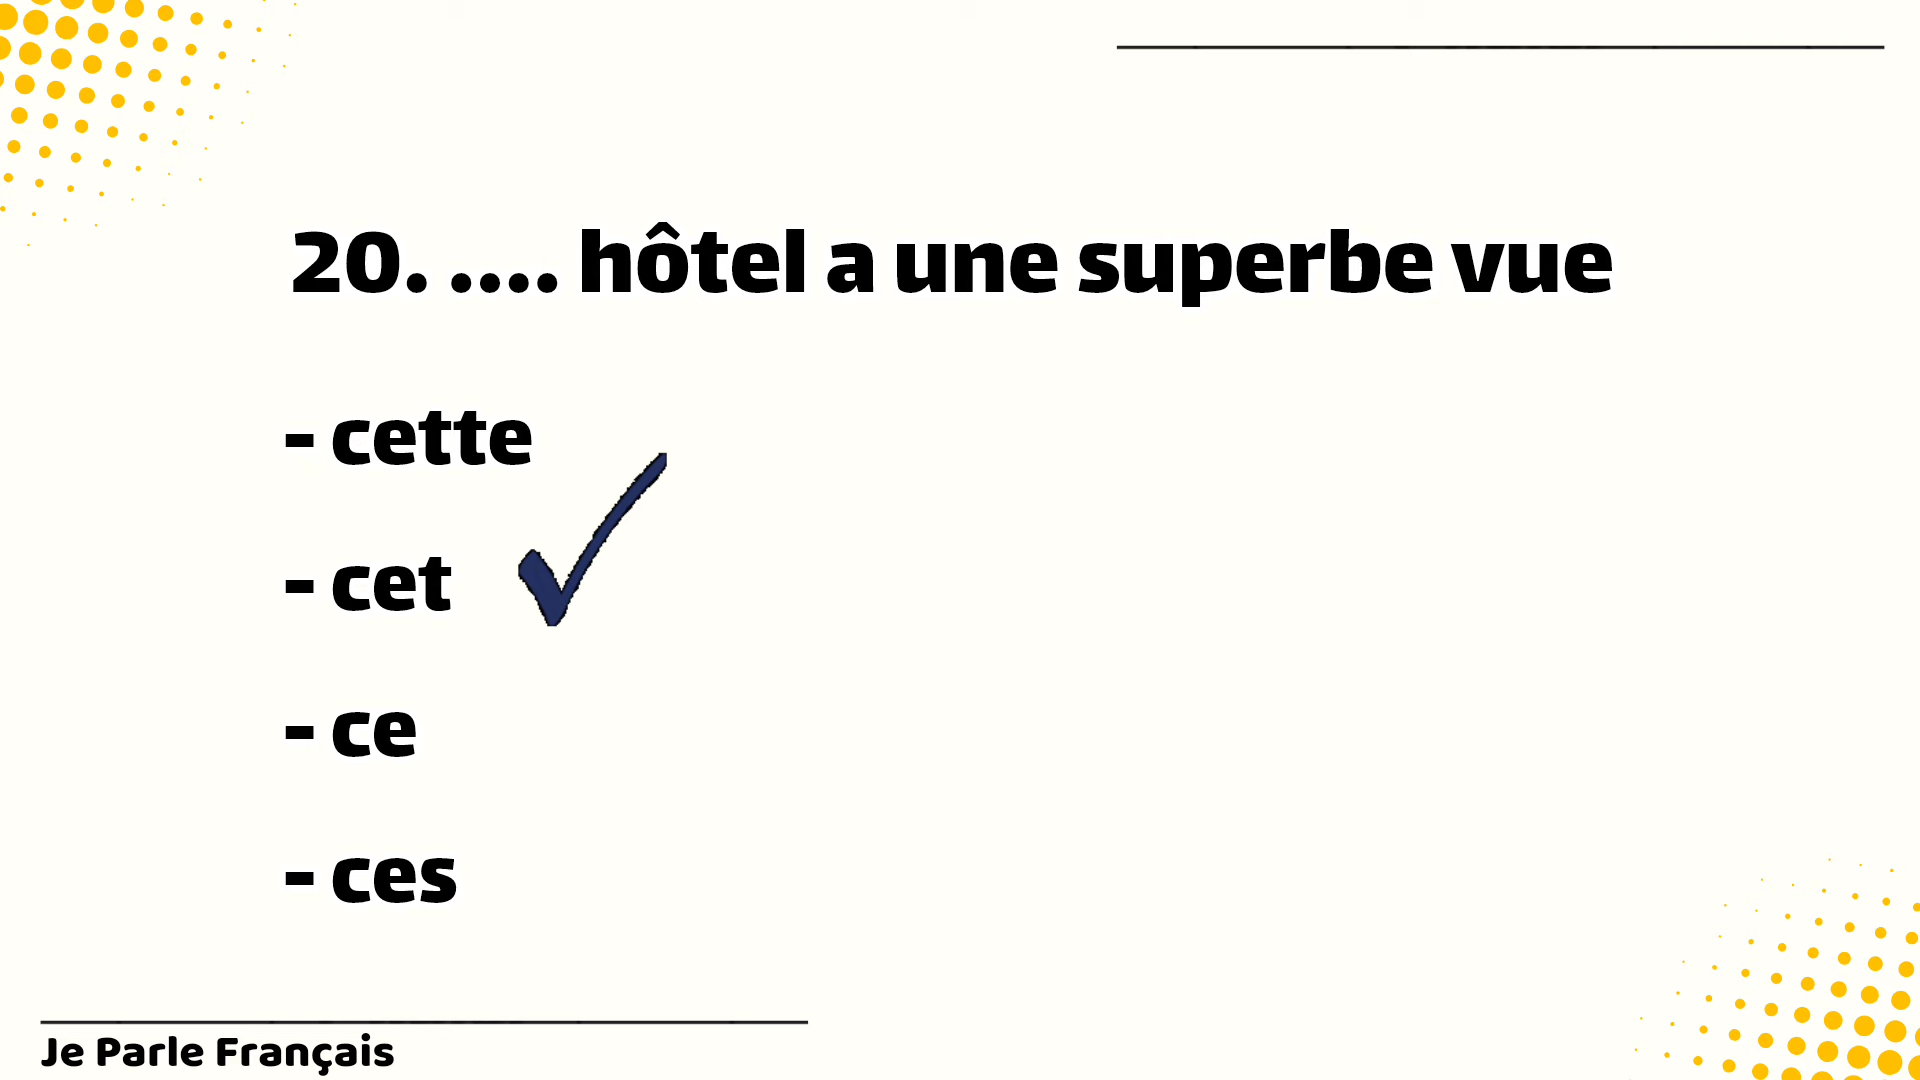 20. .... hôtel a une superbe vue
- cette
- cet
- ce
- ces
Je Parle Français